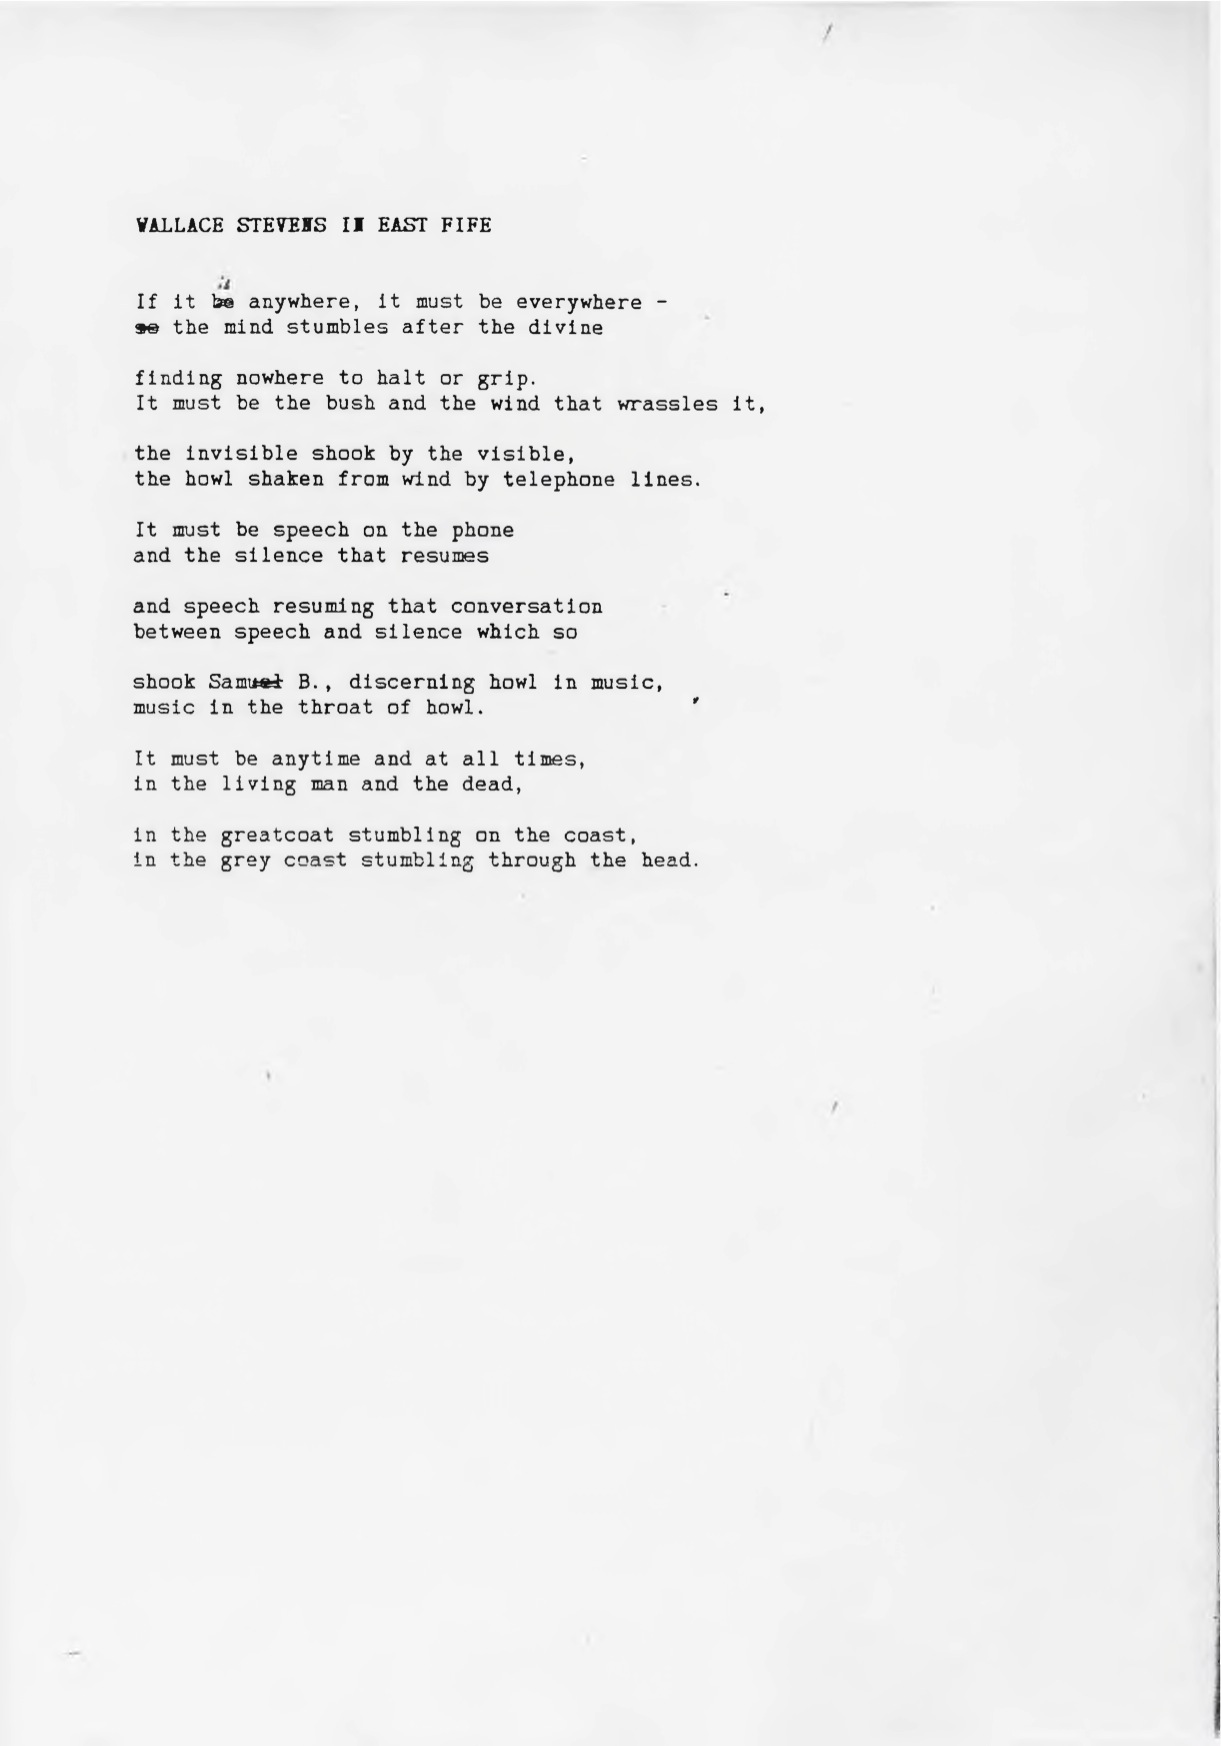 WALLACE STEVENS IN EAST FIFE
is
If it be anywhere, it must be everywhere -
so the mind stumbles after the divine
finding nowhere to halt or grip.
It must be the bush and the wind that wrassles it,
the invisible shook by the visible,
the howl shaken from wind by telephone lines.
It must be speech on the phone
and the silence that resumes
and speech resuming that conversation
between speech and silence which so
shook Samuel B., discerning howl in music,
music in the throat of howl.
It must be anytime and at all times,
in the living man and the dead,
in the greatcoat stumbling on the coast,
in the grey coast stumbling through the head.